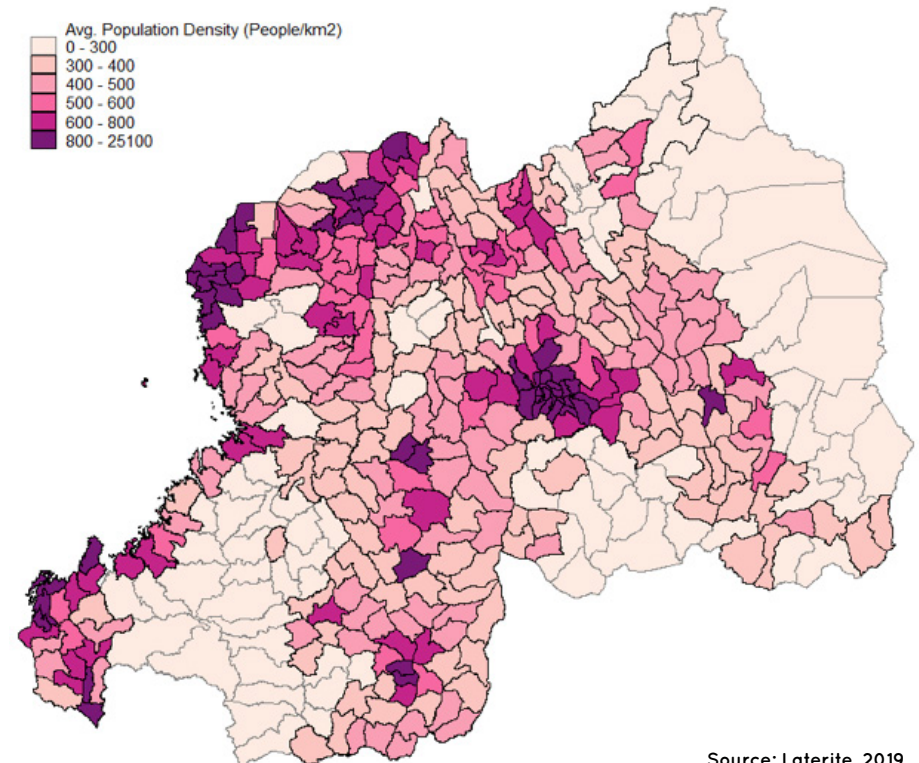 Avg. Population Density (People/km2)
0 - 300
300 - 400
400 - 500
500 - 600
600 - 800
800 - 25100
Source: Laterite, 2019